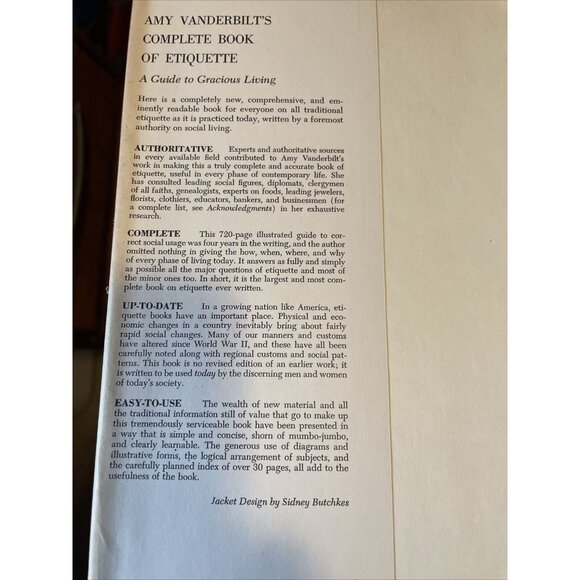 AMY VANDERBILT'S
COMPLETE BOOK
OF ETIQUETTE
A Guide to Gracious Living
Here is a completely new, comprehensive, and em-
inently readable book for everyone on all traditional
etiquette as it is practiced today, written by a foremost
authority on social living.
AUTHORITATIVE Experts and authoritative sources
in every available field contributed to Amy Vanderbilt's
work in making this a truly complete and accurate book of
etiquette, useful in every phase of contemporary life. She
has consulted leading social figures, diplomats, clergymen
of all faiths, genealogists, experts on foods, leading jewelers,
florists, clothiers, educators, bankers, and businessmen (for
a complete list, see Acknowledgments) in her exhaustive
research.
COMPLETE This 720-page illustrated guide to cor-
rect social usage was four years in the writing, and the author
omitted nothing in giving the how, when, where, and why
of every phase of living today. It answers as fully and simply
as possible all the major questions of etiquette and most of
the minor ones too. In short, it is the largest and most com-
plete book on etiquette ever written.
UP-TO-DATE In a growing nation like America, eti-
quette books have an important place. Physical and eco-
nomic changes in a country inevitably bring about fairly
rapid social changes. Many of our manners and customs
have altered since World War II, and these have all been
carefully noted along with regional customs and social pat-
terns. This book is no revised edition of an earlier work; it
is written to be used today by the discerning men and women
of today's society.
EASY-TO-USE The wealth of new material and all
the traditional information still of value that go to make up
this tremendously serviceable book have been presented in
a way that is simple and concise, shorn of mumbo-jumbo,
and clearly learnable. The generous use of diagrams and
illustrative forms, the logical arrangement of subjects, and
the carefully planned index of over 30 pages, all add to the
usefulness of the book.
Jacket Design by Sidney Butchkes